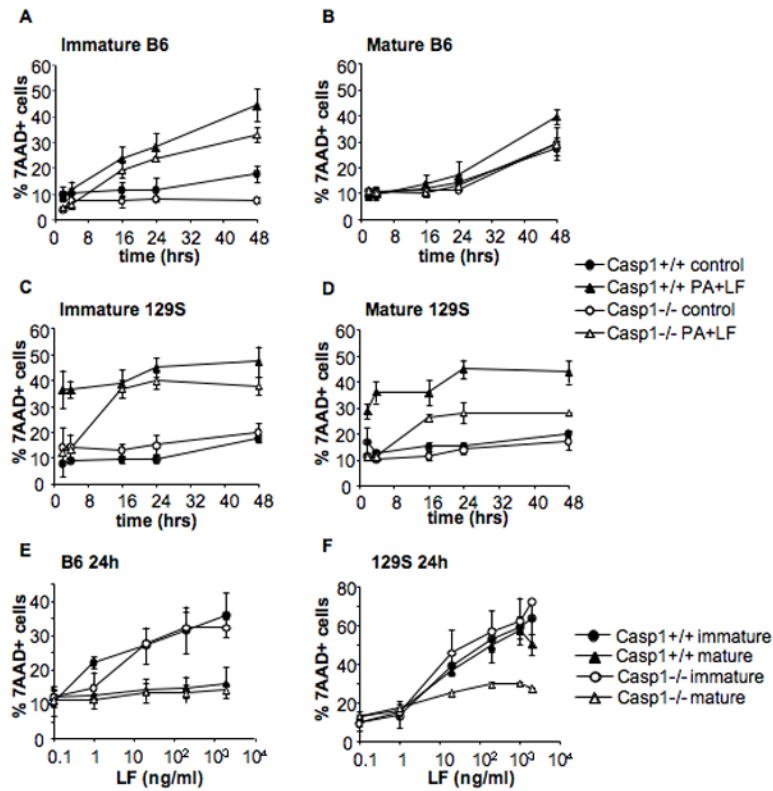 A
Immature B6
% 7AAD+ cells
60
50
40
30
20
10
0
0 8 16 24 32 40 48
time (hrs)
B
Mature B6
% 7AAD+ cells
60
50
40
30
20
10
0
0 8 16 24 32 40 48
time (hrs)
C
Immature 129S
% 7AAD+ cells
60
50
40
30
20
10
0
0 8 16 24 32 40 48
time (hrs)
D
Mature 129S
% 7AAD+ cells
60
50
40
30
20
10
0
0 8 16 24 32 40 48
time (hrs)
Casp1+/+ control
Casp1+/+ PA+LF
Casp1-/- control
Casp1-/- PA+LF
E
B6 24h
% 7AAD+ cells
40
30
20
10
0
0.1 1 10 10² 10³ 10⁴
LF (ng/ml)
F
129S 24h
% 7AAD+ cells
80
60
40
20
0
0.1 1 10 10² 10³ 10⁴
LF (ng/ml)
Casp1+/+ immature
Casp1+/+ mature
Casp1-/- immature
Casp1-/- mature